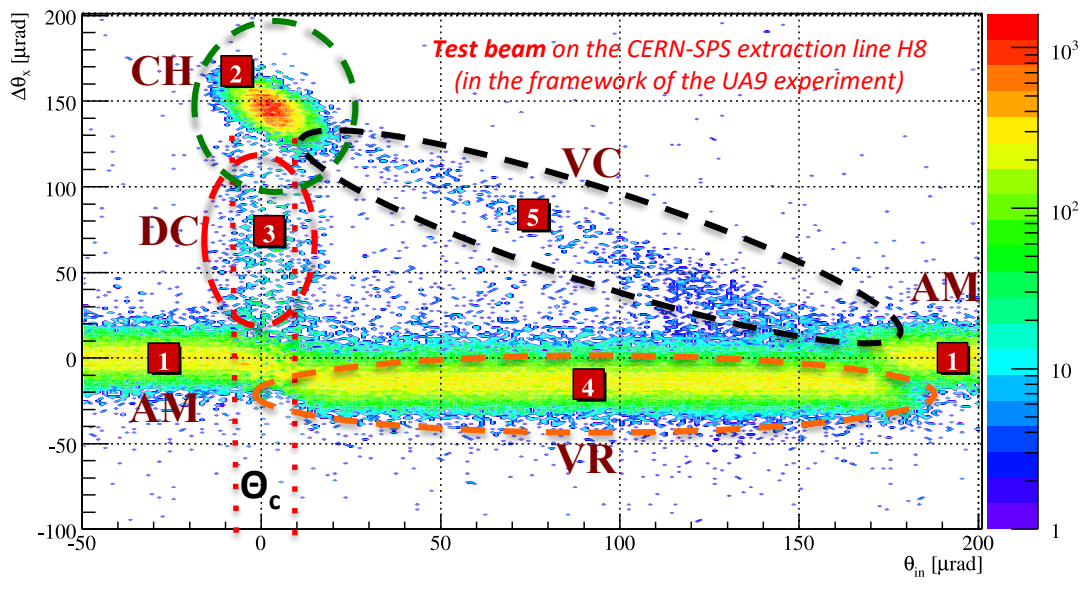 200
Δθx [μrad]
Test beam on the CERN-SPS extraction line H8
(in the framework of the UA9 experiment)
10³
CH
2
150
VC
100
5
10²
DC
3
50
AM
10
0
1
4
1
AM
VR
-50
Θc
-100
1
-50
0
50
100
150
200
θin [μrad]